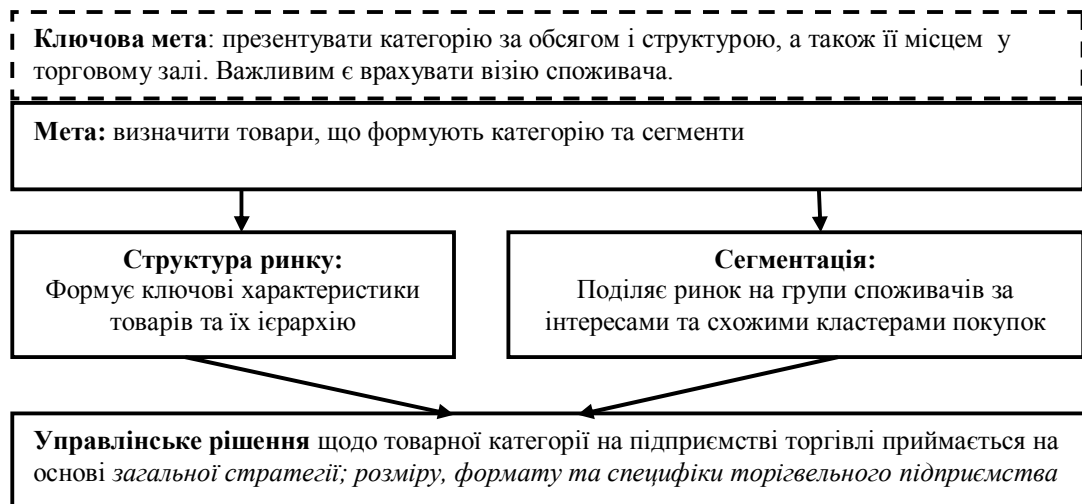 Ключова мета: презентувати категорію за обсягом і структурою, а також її місцем у
торговому залі. Важливим є врахувати візію споживача.
Мета: визначити товари, що формують категорію та сегменти
Структура ринку:
Формує ключові характеристики
товарів та їх ієрархію
Сегментація:
Поділяє ринок на групи споживачів за
інтересами та схожими кластерами покупок
Управлінське рішення щодо товарної категорії на підприємстві торгівлі приймається на
основі загальної стратегії; розміру, формату та специфіки торігвельного підприємства